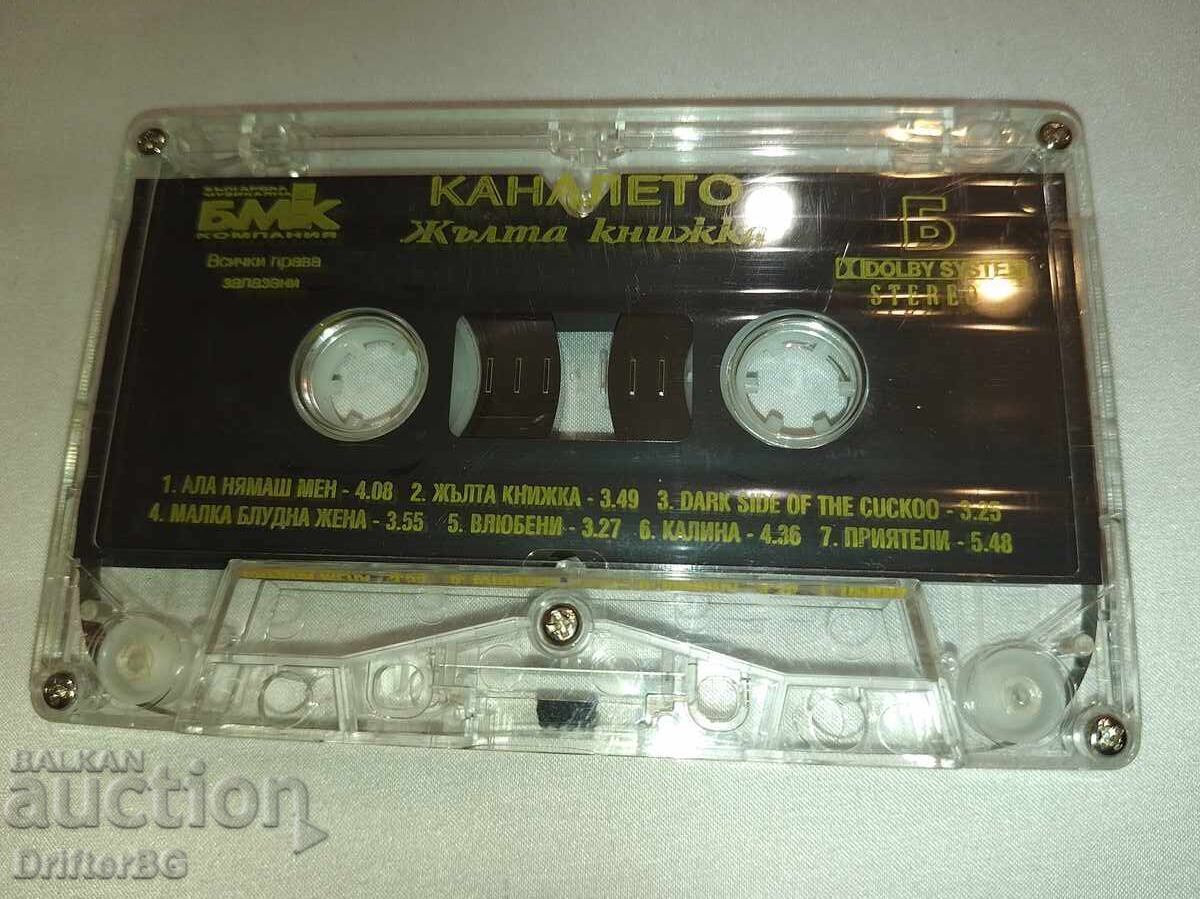 БМК
КОМПАНИЯ
Всички права
запазени
КАНАЛЕТО
Жълта книжка
Б
DOLBY SYSTEM
STEREO
1. АЛА НЯМАШ МЕН - 4.08 2. ЖЪЛТА КНИЖКА - 3.49 3. DARK SIDE OF THE CUCKOO - 3.25
4. МАЛКА БЛУДНА ЖЕНА - 3.55 5. ВЛЮБЕНИ - 3.27 6. КАЛИНА - 4.36 7. ПРИЯТЕЛИ - 5.48
BALKAN
auction
DrifterBG